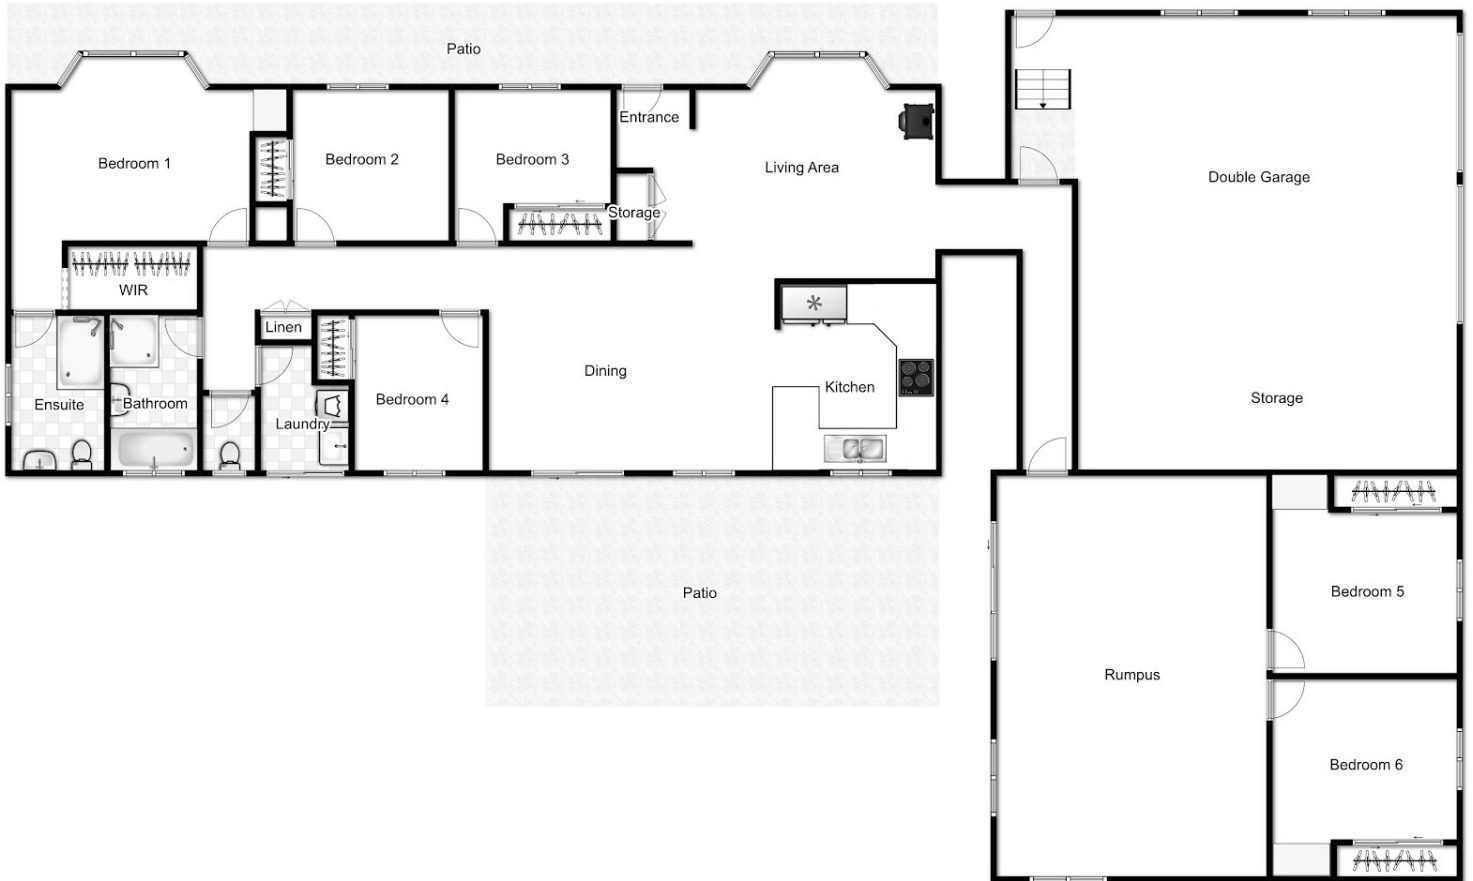 Patio
Bedroom 1
Bedroom 2
Bedroom 3
Entrance
Living Area
Double Garage
Storage
WIR
Linen
Dining
Kitchen
Storage
Ensuite
Bathroom
Laundry
Bedroom 4
Patio
Bedroom 5
Rumpus
Bedroom 6